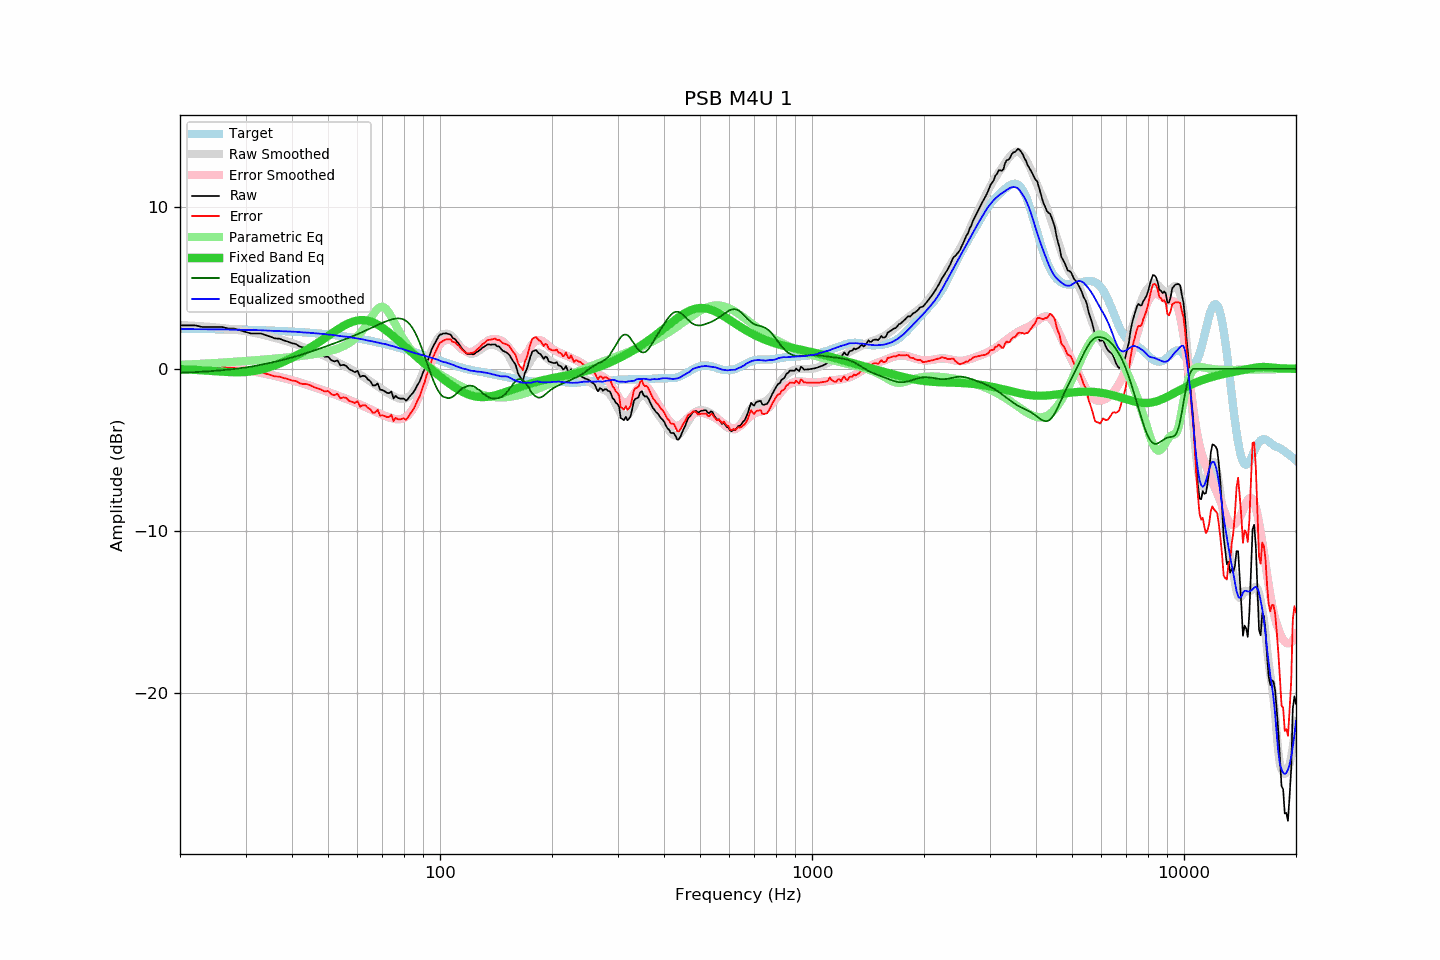 PSB M4U 1
Target
Raw Smoothed
Error Smoothed
Raw
Error
Parametric Eq
Fixed Band Eq
Equalization
Equalized smoothed
10
0
−10
−20
Amplitude (dBr)
100
1000
10000
Frequency (Hz)